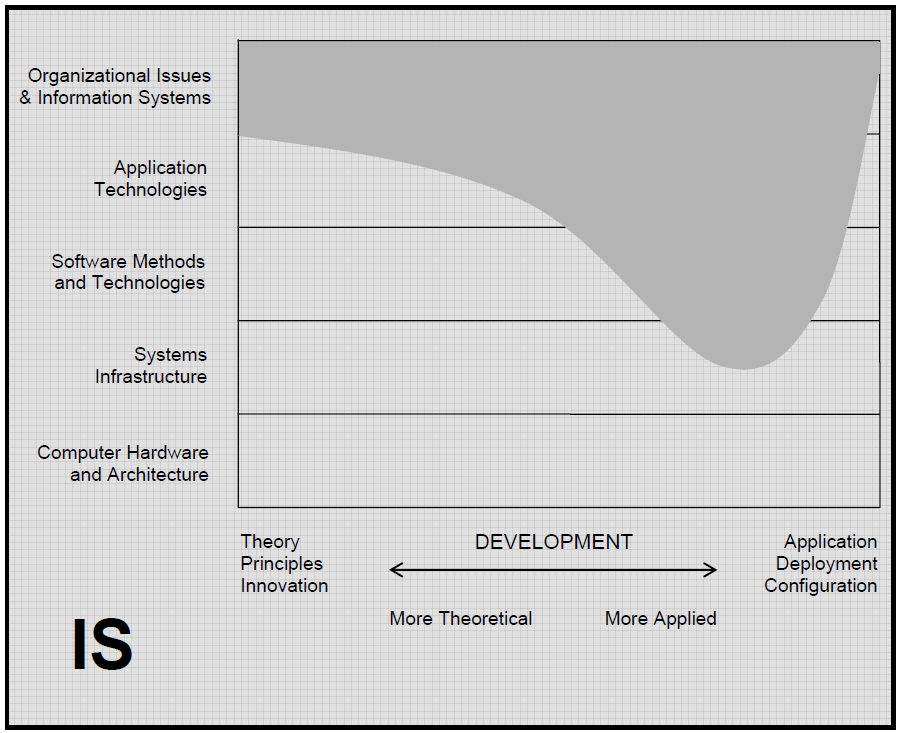 Organizational Issues
& Information Systems
Application
Technologies
Software Methods
and Technologies
Systems
Infrastructure
Computer Hardware
and Architecture
Theory
Principles
Innovation
DEVELOPMENT
More Theoretical
More Applied
Application
Deployment
Configuration
IS